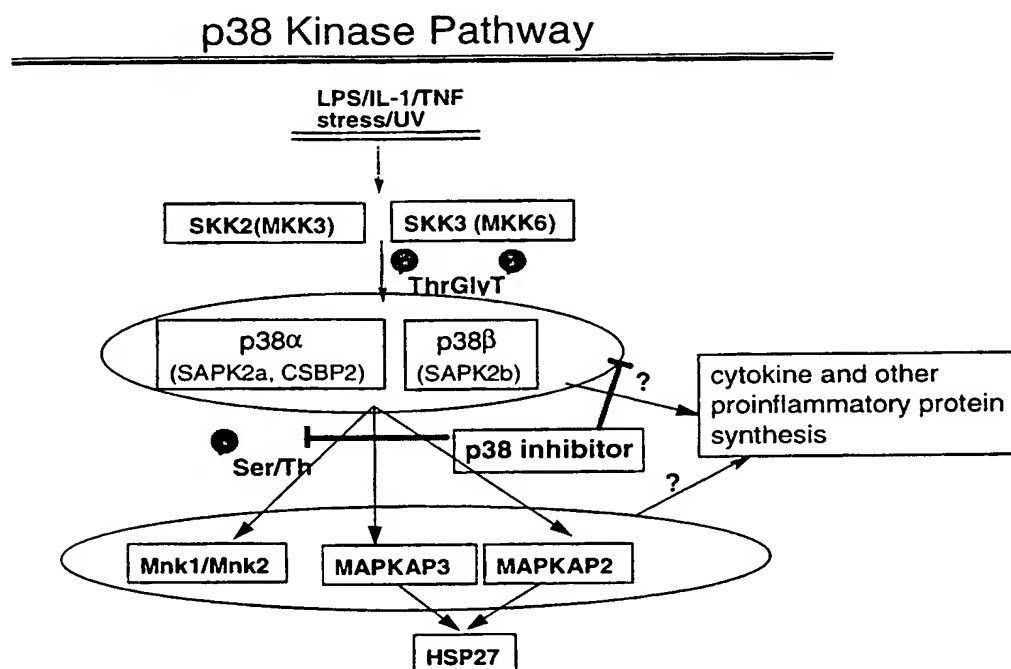 p38 Kinase Pathway
LPS/IL-1/TNF
stress/UV
SKK2(MKK3)
SKK3 (MKK6)
ThrGlyT
p38α
(SAPK2a, CSBP2)
p38β
(SAPK2b)
?
cytokine and other
proinflammatory protein
synthesis
p38 inhibitor
Ser/Th
?
Mnk1/Mnk2
MAPKAP3
MAPKAP2
HSP27